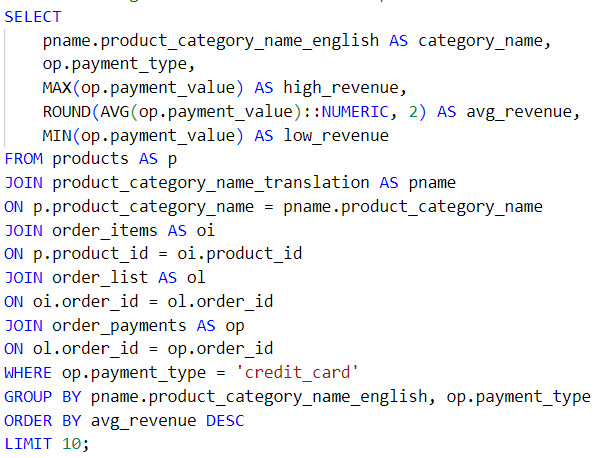 SELECT
pname.product_category_name_english AS category_name,
op.payment_type,
MAX(op.payment_value) AS high_revenue,
ROUND(AVG(op.payment_value)::NUMERIC, 2) AS avg_revenue,
MIN(op.payment_value) AS low_revenue
FROM products AS p
JOIN product_category_name_translation AS pname
ON p.product_category_name = pname.product_category_name
JOIN order_items AS oi
ON p.product_id = oi.product_id
JOIN order_list AS ol
ON oi.order_id = ol.order_id
JOIN order_payments AS op
ON ol.order_id = op.order_id
WHERE op.payment_type = 'credit_card'
GROUP BY pname.product_category_name_english, op.payment_type
ORDER BY avg_revenue DESC
LIMIT 10;